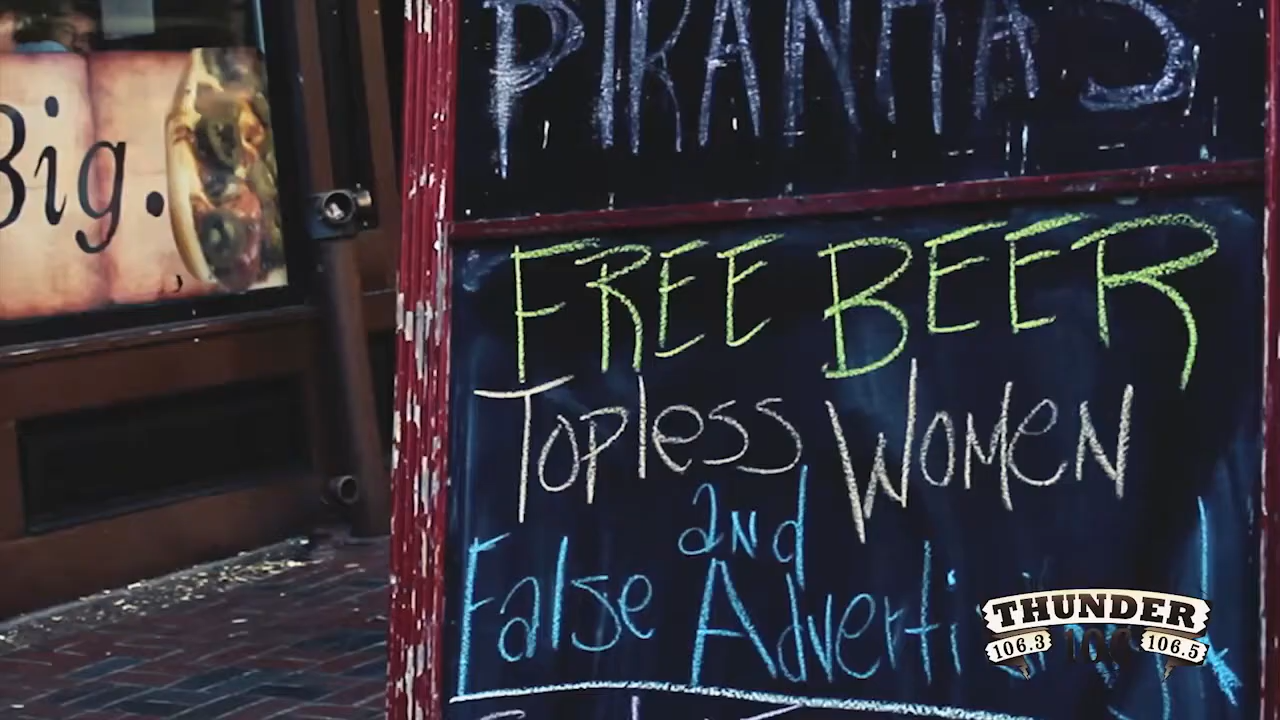 Big.
PIRANHAS
FREE BEER
Topless Women
and
False Adverti
THUNDER
106.3 106.5